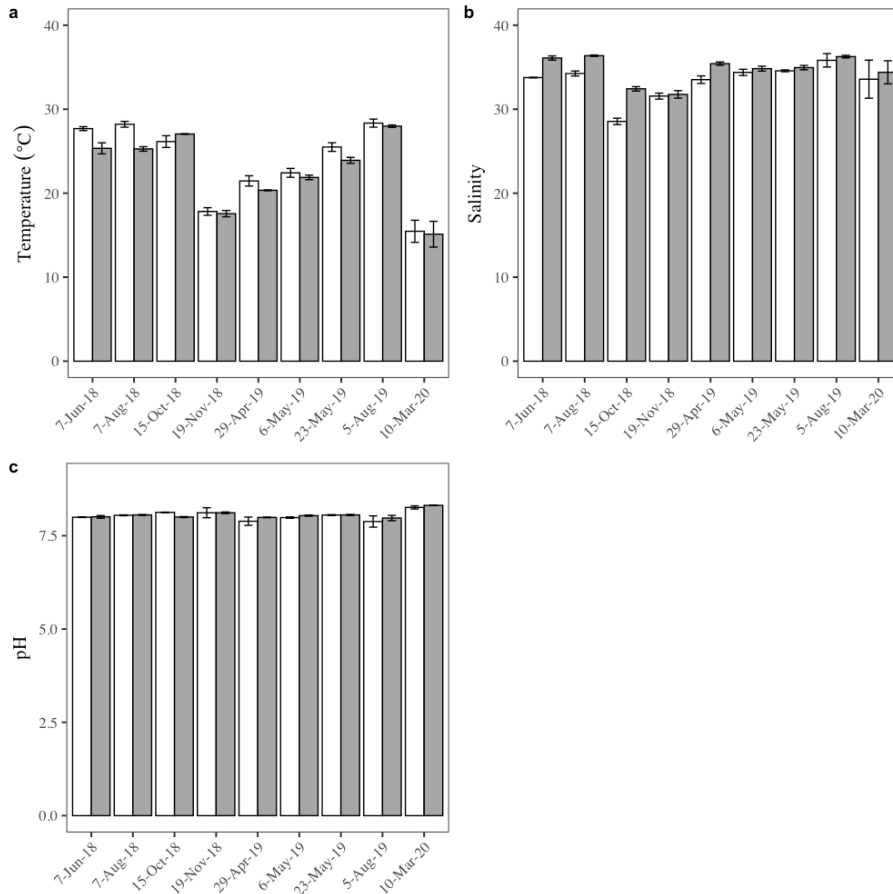 a
40
30
20
10
0
Temperature (°C)
7-Jun-18
7-Aug-18
15-Oct-18
19-Nov-18
29-Apr-19
6-May-19
23-May-19
5-Aug-19
10-Mar-20
b
40
30
20
10
0
Salinity
7-Jun-18
7-Aug-18
15-Oct-18
19-Nov-18
29-Apr-19
6-May-19
23-May-19
5-Aug-19
10-Mar-20
c
7.5
5.0
2.5
0.0
pH
7-Jun-18
7-Aug-18
15-Oct-18
19-Nov-18
29-Apr-19
6-May-19
23-May-19
5-Aug-19
10-Mar-20